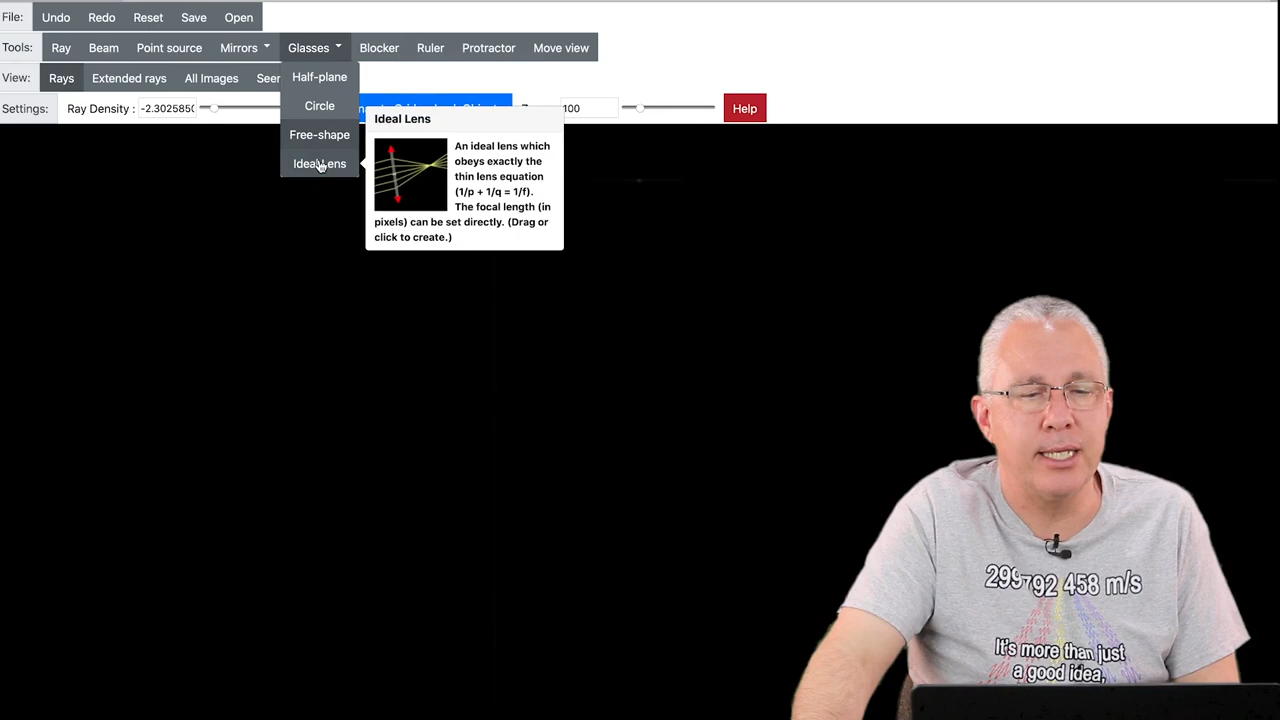 File: Undo Redo Reset Save Open
Tools: Ray Beam Point source Mirrors Glasses Blocker Ruler Protractor Move view
View: Rays Extended rays All Images Seen
Half-plane
Circle
Free-shape
Ideal Lens
Settings: Ray Density : -2.3025850 100 Help
Ideal Lens
An ideal lens which
obeys exactly the
thin lens equation
(1/p + 1/q = 1/f).
The focal length (in
pixels) can be set directly. (Drag or
click to create.)
299 792 458 m/s
It's more than just
a good idea,